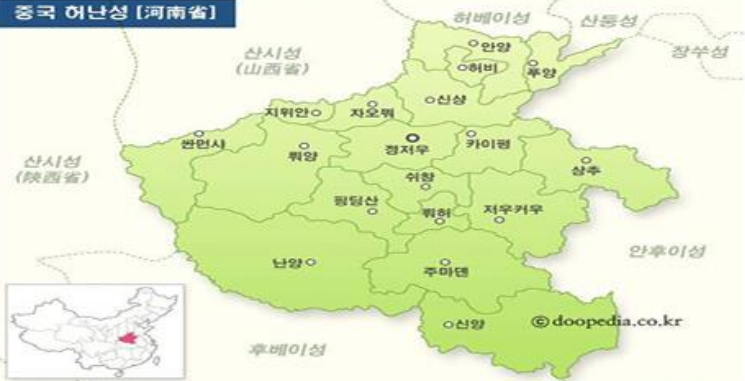 중국 허난성 [河南省]
허베이성
산둥성
장쑤성
산시성
(山西省)
안양
허비
푸양
신샹
지위안
자오쭤
싼먼샤
뤄양
정저우
카이펑
상추
산시성
(陝西省)
쉬창
핑딩산
뤄허
저우커우
안후이성
난양
주마뎬
신양
ⓒdoopedia.co.kr
후베이성